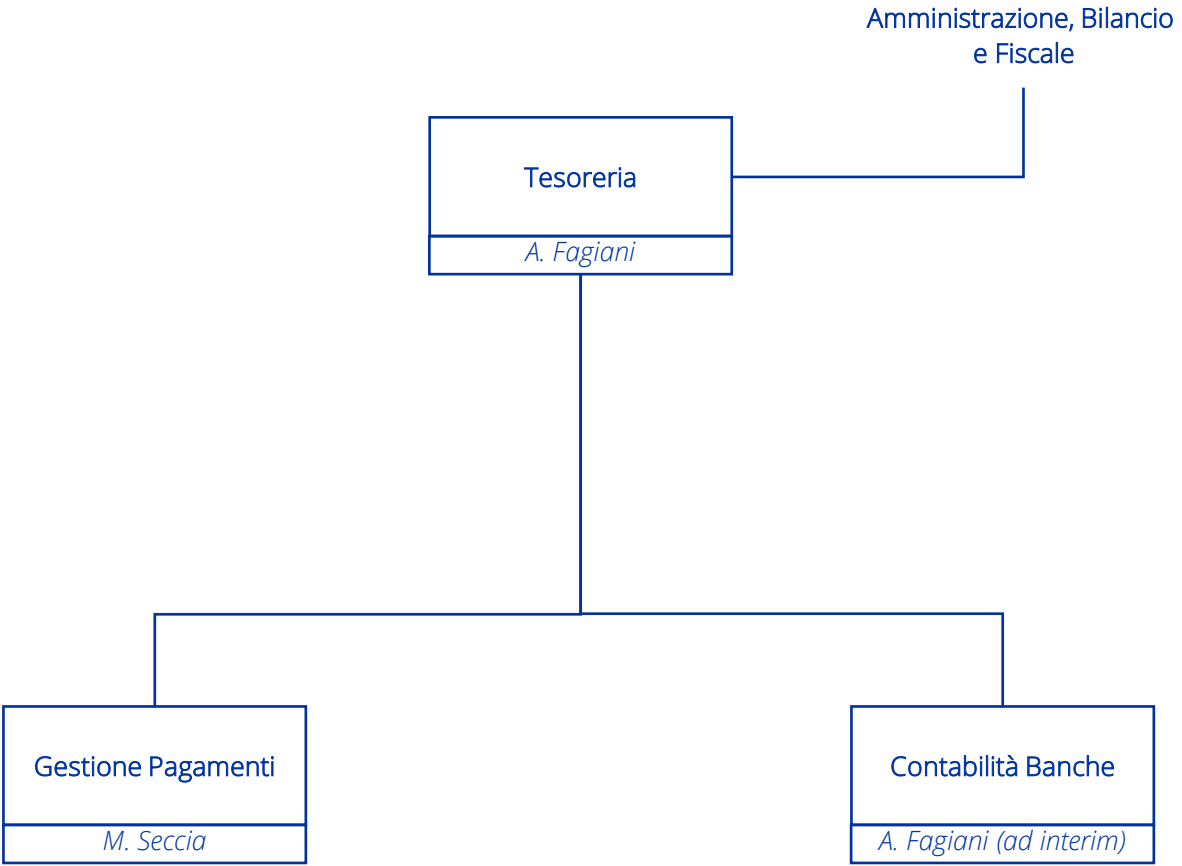 Amministrazione, Bilancio
e Fiscale
Tesoreria
A. Fagiani
Gestione Pagamenti
M. Seccia
Contabilità Banche
A. Fagiani (ad interim)